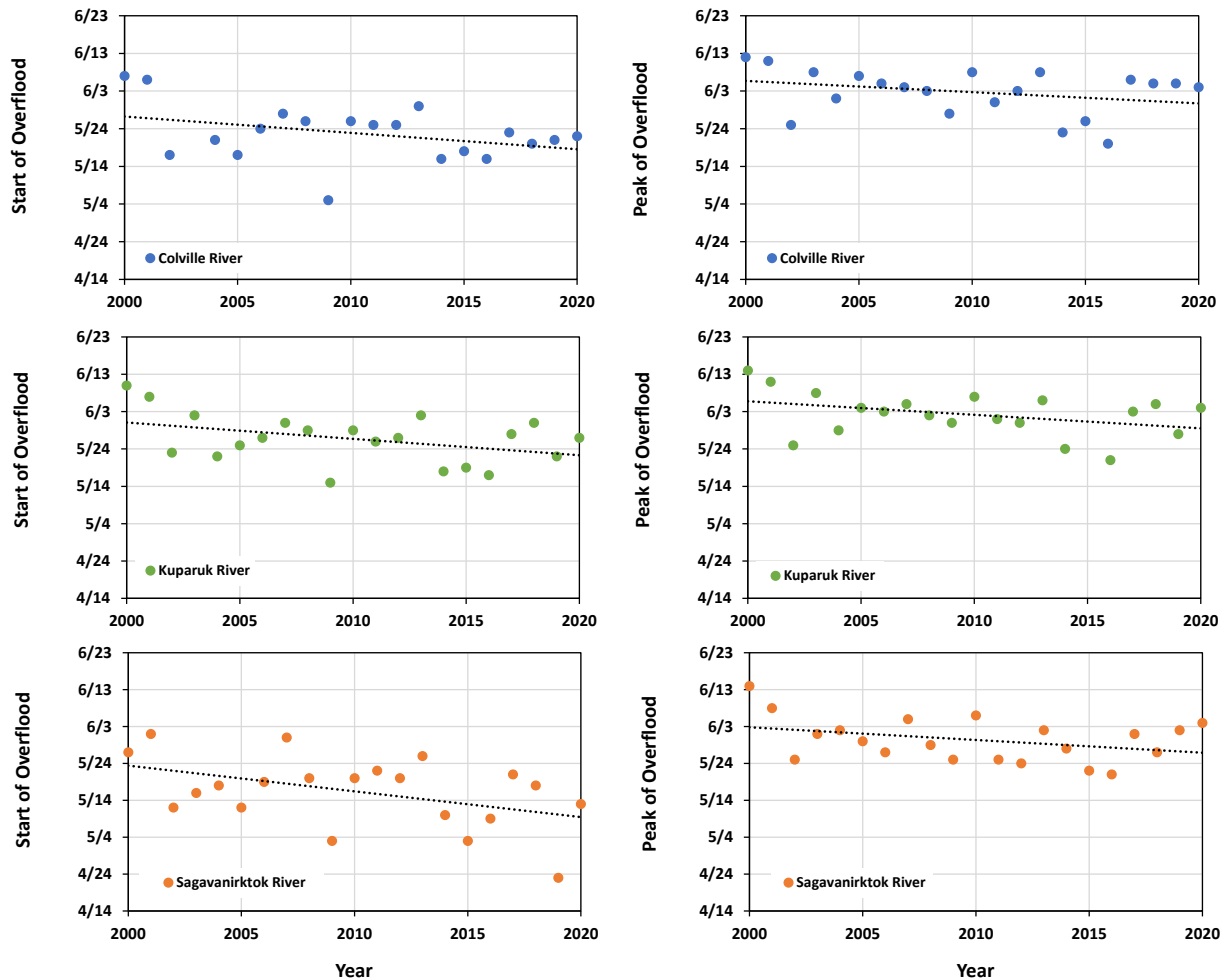 Start of Overflood
6/23
6/13
6/3
5/24
5/14
5/4
4/24
4/14
Colville River
2000 2005 2010 2015 2020
Peak of Overflood
6/23
6/13
6/3
5/24
5/14
5/4
4/24
4/14
Colville River
2000 2005 2010 2015 2020
Start of Overflood
6/23
6/13
6/3
5/24
5/14
5/4
4/24
4/14
Kuparuk River
2000 2005 2010 2015 2020
Peak of Overflood
6/23
6/13
6/3
5/24
5/14
5/4
4/24
4/14
Kuparuk River
2000 2005 2010 2015 2020
Start of Overflood
6/23
6/13
6/3
5/24
5/14
5/4
4/24
4/14
Sagavanirktok River
2000 2005 2010 2015 2020
Year
Peak of Overflood
6/23
6/13
6/3
5/24
5/14
5/4
4/24
4/14
Sagavanirktok River
2000 2005 2010 2015 2020
Year